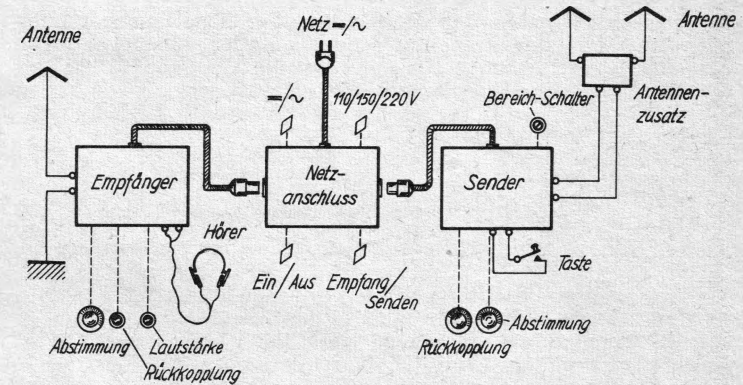 Antenne
Netz =/~
Antenne
=/~
110/150/220 V
Bereich-Schalter
Antennen-
zusatz
Empfänger
Netz-
anschluss
Sender
Hörer
Ein/Aus
Empfang/
Senden
Taste
Abstimmung
Lautstärke
Rückkopplung
Rückkopplung
Abstimmung